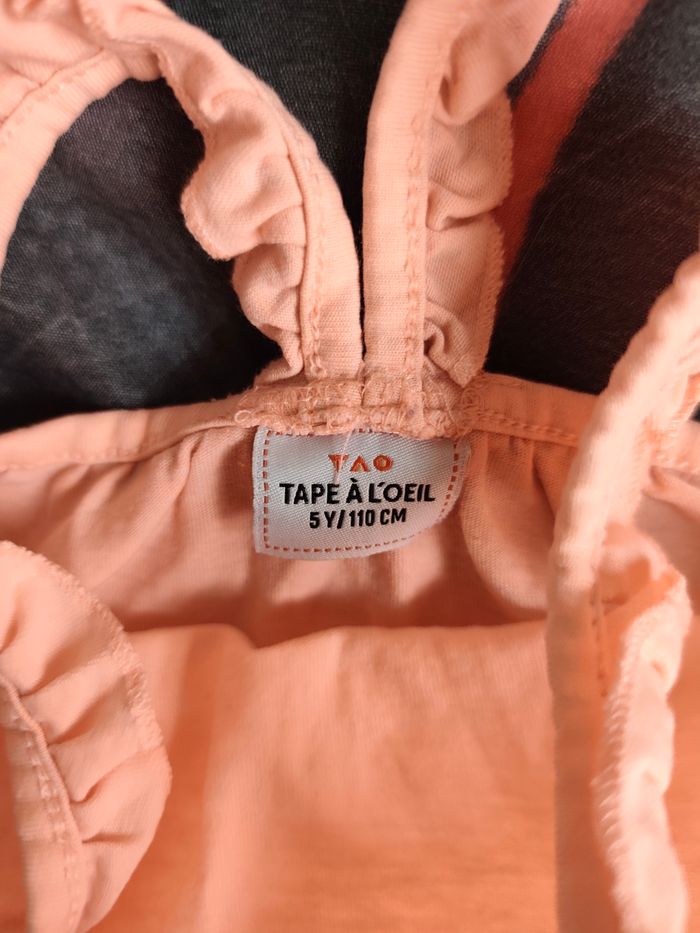 TAO
TAPE À L'OEIL
5 Y/110 CM